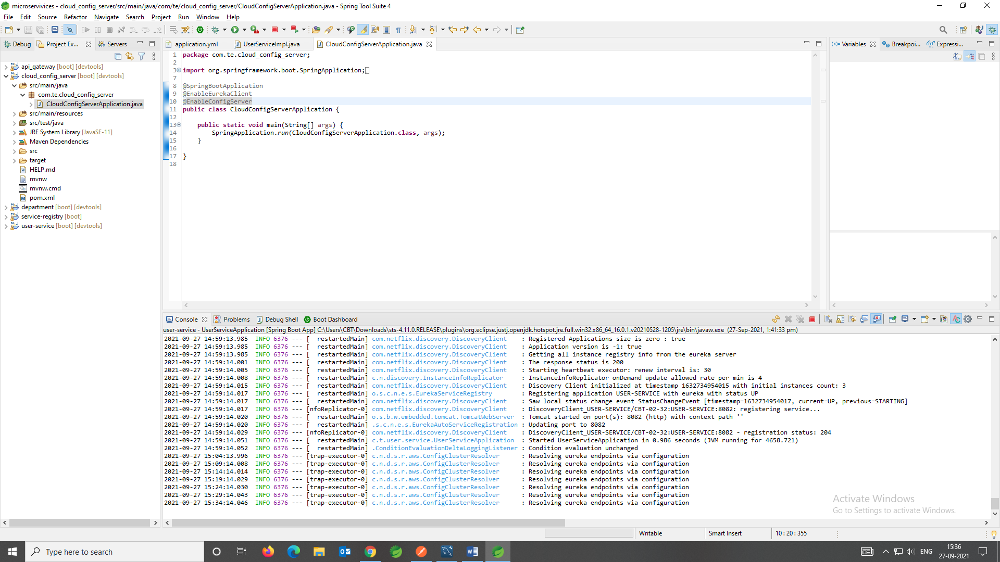 microservivices - cloud_config_server/src/main/java/com/te/cloud_config_server/CloudConfigServerApplication.java - Spring Tool Suite 4
File Edit Source Refactor Navigate Search Project Run Window Help
Debug Project Ex... Servers
api_gateway [boot] [devtools]
cloud_config_server [boot] [devtools]
src/main/java
com.te.cloud_config_server
CloudConfigServerApplication.java
src/main/resources
src/test/java
JRE System Library [JavaSE-11]
Maven Dependencies
src
target
HELP.md
mvnw
mvnw.cmd
pom.xml
department [boot] [devtools]
service-registry [boot]
user-service [boot] [devtools]
application.yml UserServiceImpl.java CloudConfigServerApplication.java
1 package com.te.cloud_config_server;
2
3 import org.springframework.boot.SpringApplication;
7
8 @SpringBootApplication
9 @EnableEurekaClient
10 @EnableConfigServer
11 public class CloudConfigServerApplication {
12
13 public static void main(String[] args) {
14 SpringApplication.run(CloudConfigServerApplication.class, args);
15 }
16
17 }
18
(x)= Variables Breakpoi... Expressi...
Console Problems Debug Shell Boot Dashboard
user-service - UserServiceApplication [Spring Boot App] C:\Users\CBT\Downloads\sts-4.11.0.RELEASE\plugins\org.eclipse.justj.openjdk.hotspot.jre.full.win32.x86_64_16.0.1.v20210528-1205\jre\bin\javaw.exe (27-Sep-2021, 1:41:33 pm)
2021-09-27 14:59:13.985 INFO 6376 --- [ restartedMain] com.netflix.discovery.DiscoveryClient : Registered Applications size is zero : true
2021-09-27 14:59:13.985 INFO 6376 --- [ restartedMain] com.netflix.discovery.DiscoveryClient : Application version is -1: true
2021-09-27 14:59:13.985 INFO 6376 --- [ restartedMain] com.netflix.discovery.DiscoveryClient : Getting all instance registry info from the eureka server
2021-09-27 14:59:14.001 INFO 6376 --- [ restartedMain] com.netflix.discovery.DiscoveryClient : The response status is 200
2021-09-27 14:59:14.005 INFO 6376 --- [ restartedMain] com.netflix.discovery.DiscoveryClient : Starting heartbeat executor: renew interval is: 30
2021-09-27 14:59:14.008 INFO 6376 --- [ restartedMain] c.n.discovery.InstanceInfoReplicator : InstanceInfoReplicator onDemand update allowed rate per min is 4
2021-09-27 14:59:14.015 INFO 6376 --- [ restartedMain] com.netflix.discovery.DiscoveryClient : Discovery Client initialized at timestamp 1632734954015 with initial instances count: 3
2021-09-27 14:59:14.017 INFO 6376 --- [ restartedMain] o.s.c.n.e.s.EurekaServiceRegistry : Registering application USER-SERVICE with eureka with status UP
2021-09-27 14:59:14.017 INFO 6376 --- [ restartedMain] com.netflix.discovery.DiscoveryClient : Saw local status change event StatusChangeEvent [timestamp=1632734954017, current=UP, previous=STARTING]
2021-09-27 14:59:14.017 INFO 6376 --- [nfoReplicator-0] com.netflix.discovery.DiscoveryClient : DiscoveryClient_USER-SERVICE/CBT-02-32:USER-SERVICE:8082: registering service...
2021-09-27 14:59:14.020 INFO 6376 --- [ restartedMain] o.s.b.w.embedded.tomcat.TomcatWebServer : Tomcat started on port(s): 8082 (http) with context path ''
2021-09-27 14:59:14.020 INFO 6376 --- [ restartedMain] .s.c.n.e.s.EurekaAutoServiceRegistration : Updating port to 8082
2021-09-27 14:59:14.029 INFO 6376 --- [nfoReplicator-0] com.netflix.discovery.DiscoveryClient : DiscoveryClient_USER-SERVICE/CBT-02-32:USER-SERVICE:8082 - registration status: 204
2021-09-27 14:59:14.051 INFO 6376 --- [ restartedMain] c.t.user.service.UserServiceApplication : Started UserServiceApplication in 0.986 seconds (JVM running for 4658.721)
2021-09-27 14:59:14.052 INFO 6376 --- [ restartedMain] .ConditionEvaluationDeltaLoggingListener : Condition evaluation unchanged
2021-09-27 15:04:13.996 INFO 6376 --- [trap-executor-0] c.n.d.s.r.aws.ConfigClusterResolver : Resolving eureka endpoints via configuration
2021-09-27 15:09:14.008 INFO 6376 --- [trap-executor-0] c.n.d.s.r.aws.ConfigClusterResolver : Resolving eureka endpoints via configuration
2021-09-27 15:14:14.014 INFO 6376 --- [trap-executor-0] c.n.d.s.r.aws.ConfigClusterResolver : Resolving eureka endpoints via configuration
2021-09-27 15:19:14.029 INFO 6376 --- [trap-executor-0] c.n.d.s.r.aws.ConfigClusterResolver : Resolving eureka endpoints via configuration
2021-09-27 15:24:14.030 INFO 6376 --- [trap-executor-0] c.n.d.s.r.aws.ConfigClusterResolver : Resolving eureka endpoints via configuration
2021-09-27 15:29:14.043 INFO 6376 --- [trap-executor-0] c.n.d.s.r.aws.ConfigClusterResolver : Resolving eureka endpoints via configuration
2021-09-27 15:34:14.046 INFO 6376 --- [trap-executor-0] c.n.d.s.r.aws.ConfigClusterResolver : Resolving eureka endpoints via configuration
Activate Windows
Go to Settings to activate Windows.
Writable Smart Insert 10 : 20 : 355
Type here to search
ENG
15:36
27-09-2021